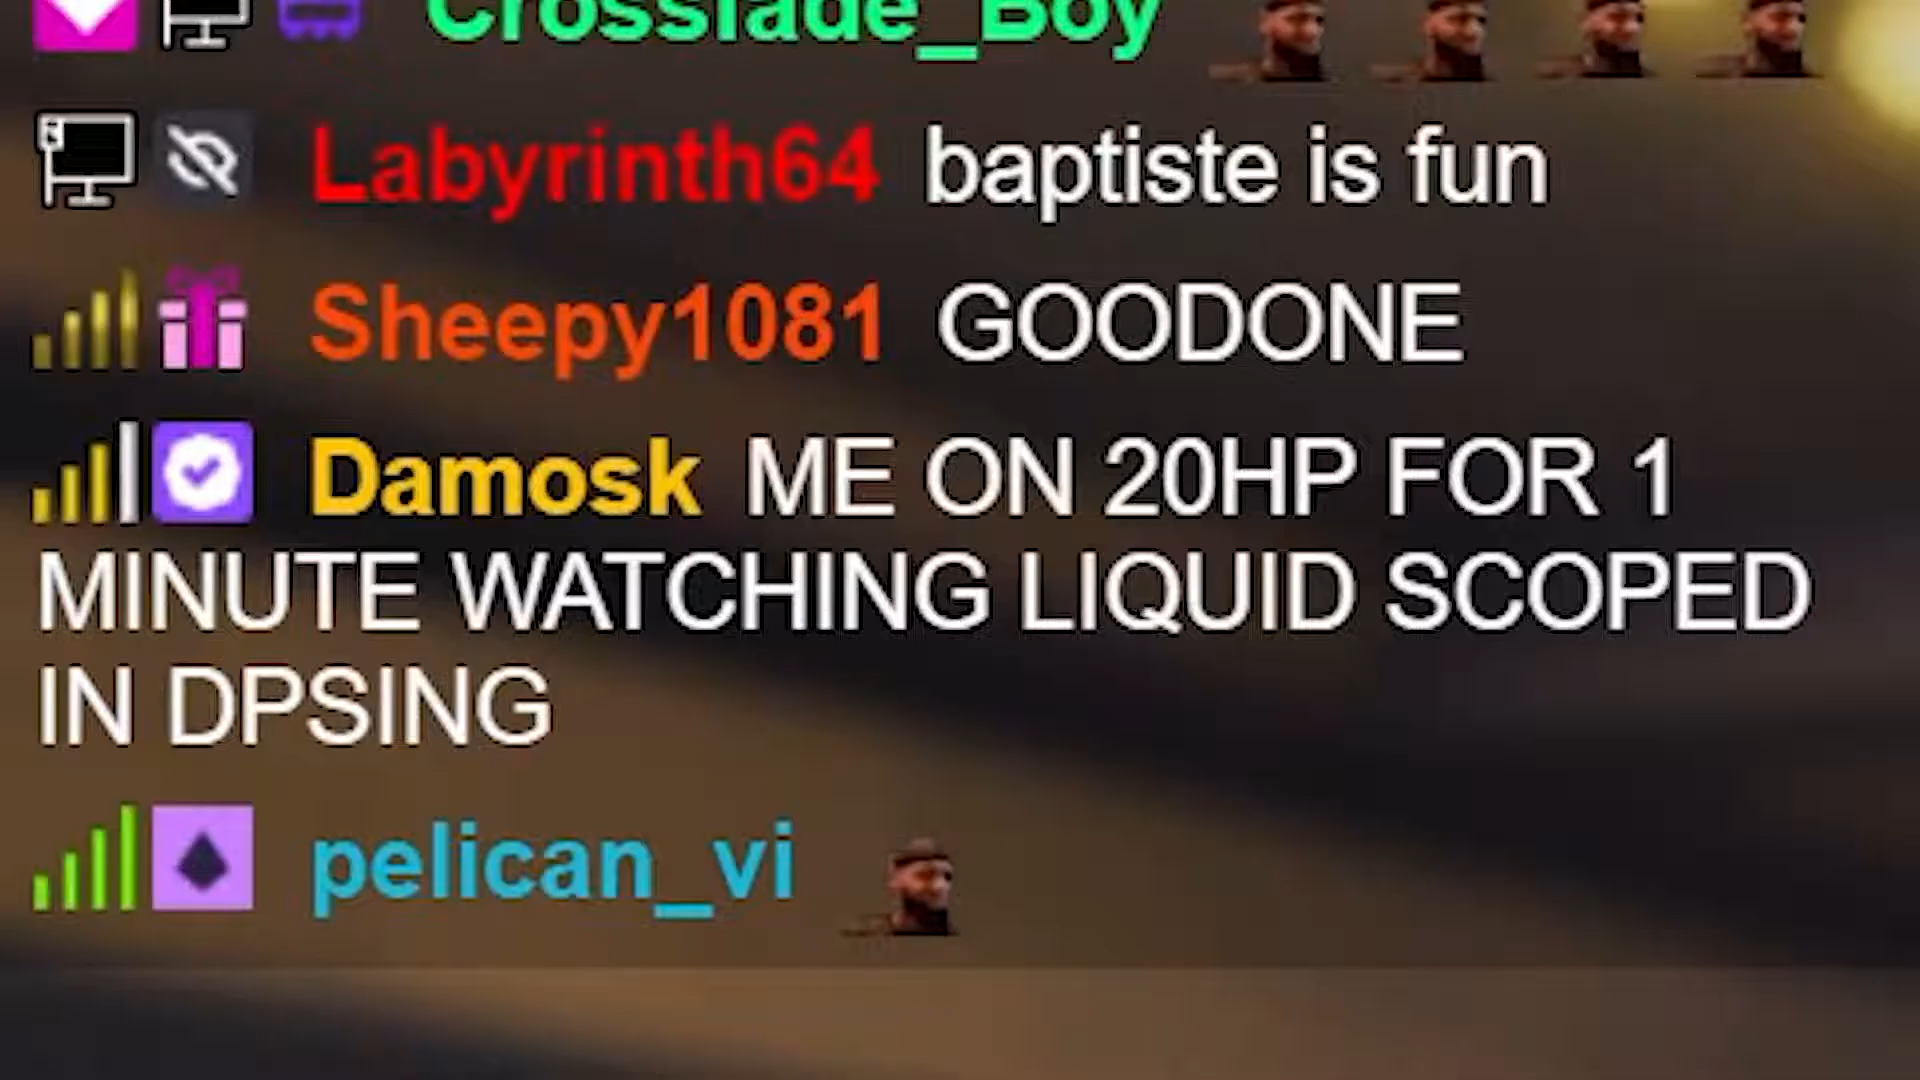 Crossfade_Boy
Labyrinth64 baptiste is fun
Sheepy1081 GOODONE
Damosk ME ON 20HP FOR 1
MINUTE WATCHING LIQUID SCOPED
IN DPSING
pelican_vi